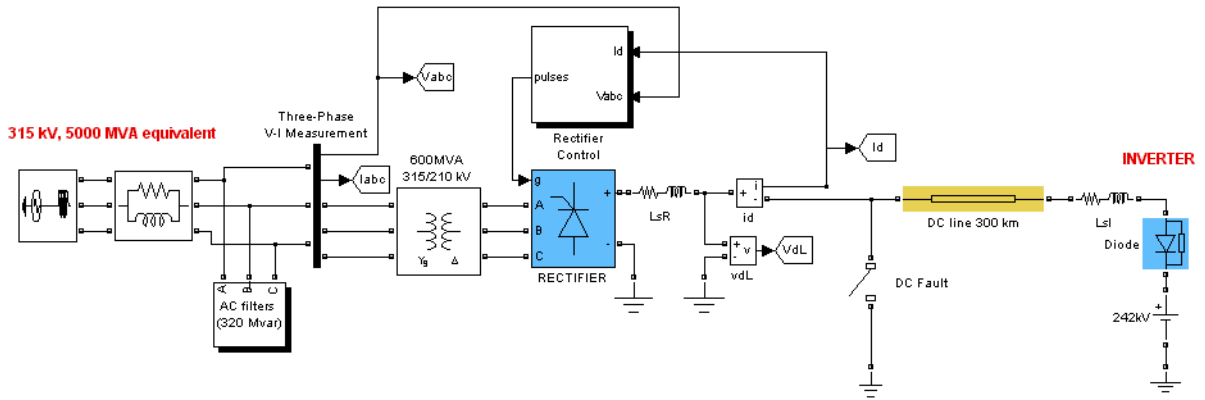 315 kV, 5000 MVA equivalent
A
B
C
AC filters
(320 Mvar)
Three-Phase
V-I Measurement
Vabc
Iabc
600MVA
315/210 kV
Yg
Δ
pulses
Id
Vabc
Rectifier
Control
g
A
B
C
+
-
RECTIFIER
LsR
+
i
-
id
Id
+
v
-
vdL
VdL
DC Fault
DC line 300 km
INVERTER
LsI
Diode
+
242kV